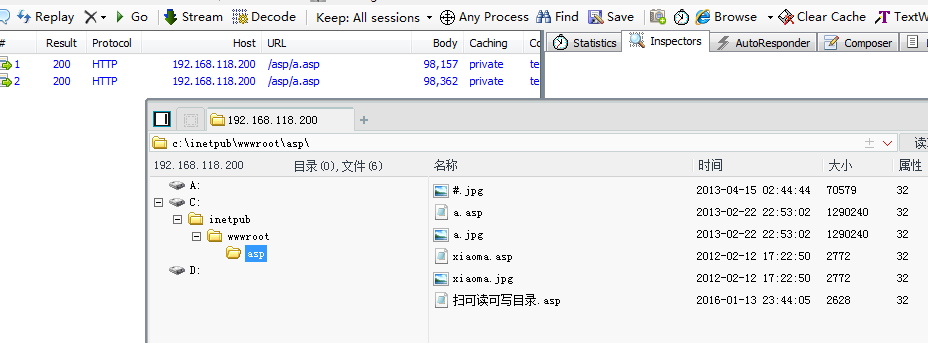 Replay Go Stream Decode Keep: All sessions Any Process Find Save Browse Clear Cache TextW
# Result Protocol Host URL Body Caching Co Statistics Inspectors AutoResponder Composer
1 200 HTTP 192.168.118.200 /asp/a.asp 98,157 private te
2 200 HTTP 192.168.118.200 /asp/a.asp 98,362 private te
192.168.118.200
c:\inetpub\wwwroot\asp\ 读
192.168.118.200 目录(0),文件(6) 名称 时间 大小 属性
A: #.jpg 2013-04-15 02:44:44 70579 32
C: a.asp 2013-02-22 22:53:02 1290240 32
inetpub a.jpg 2013-02-22 22:53:02 1290240 32
wwwroot xiaoma.asp 2012-02-12 17:22:50 2772 32
asp xiaoma.jpg 2012-02-12 17:22:50 2772 32
D: 扫可读可写目录.asp 2016-01-13 23:44:05 2628 32